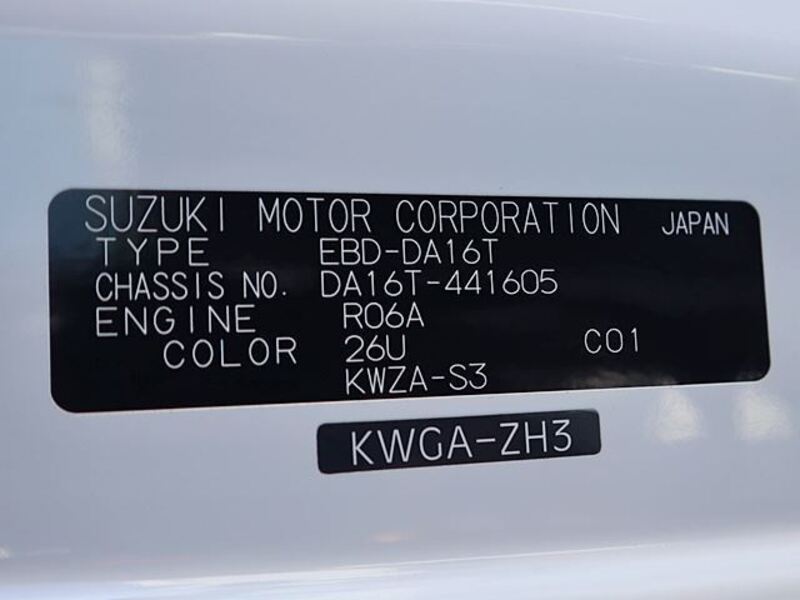 SUZUKI MOTOR CORPORATION JAPAN
TYPE EBD-DA16T
CHASSIS NO. DA16T-441605
ENGINE R06A
COLOR 26U C01
KWZA-S3
KWGA-ZH3